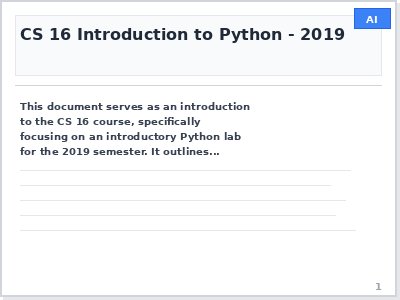 AI
CS 16 Introduction to Python - 2019
This document serves as an introduction
to the CS 16 course, specifically
focusing on an introductory Python lab
for the 2019 semester. It outlines...
1